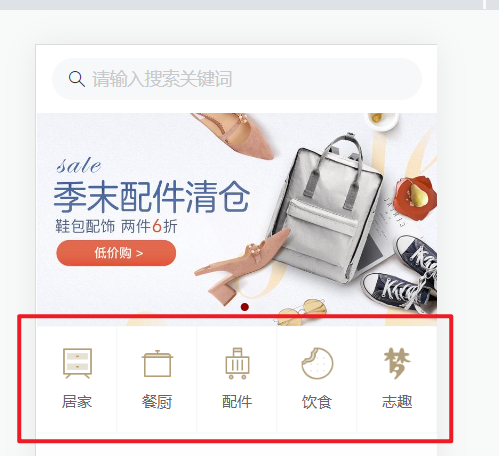 请输入搜索关键词
sale
季末配件清仓
鞋包配饰 两件6折
低价购 >
居家 餐厨 配件 饮食 志趣